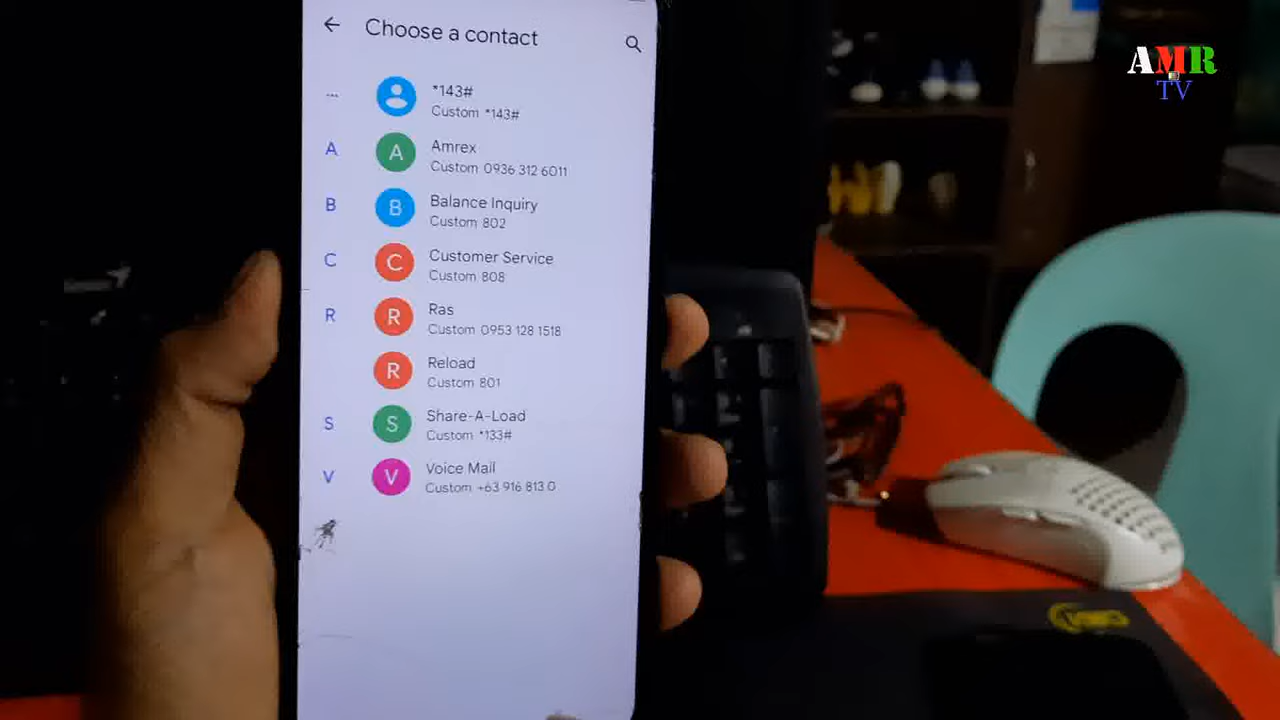 Choose a contact
...
*143#
Custom *143#
A
A
Amrex
Custom 0936 312 6011
B
B
Balance Inquiry
Custom 802
C
C
Customer Service
Custom 808
R
R
Ras
Custom 0953 128 1518
R
Reload
Custom 801
S
S
Share-A-Load
Custom *133#
V
V
Voice Mail
Custom +63 916 813 0
AMR
TV